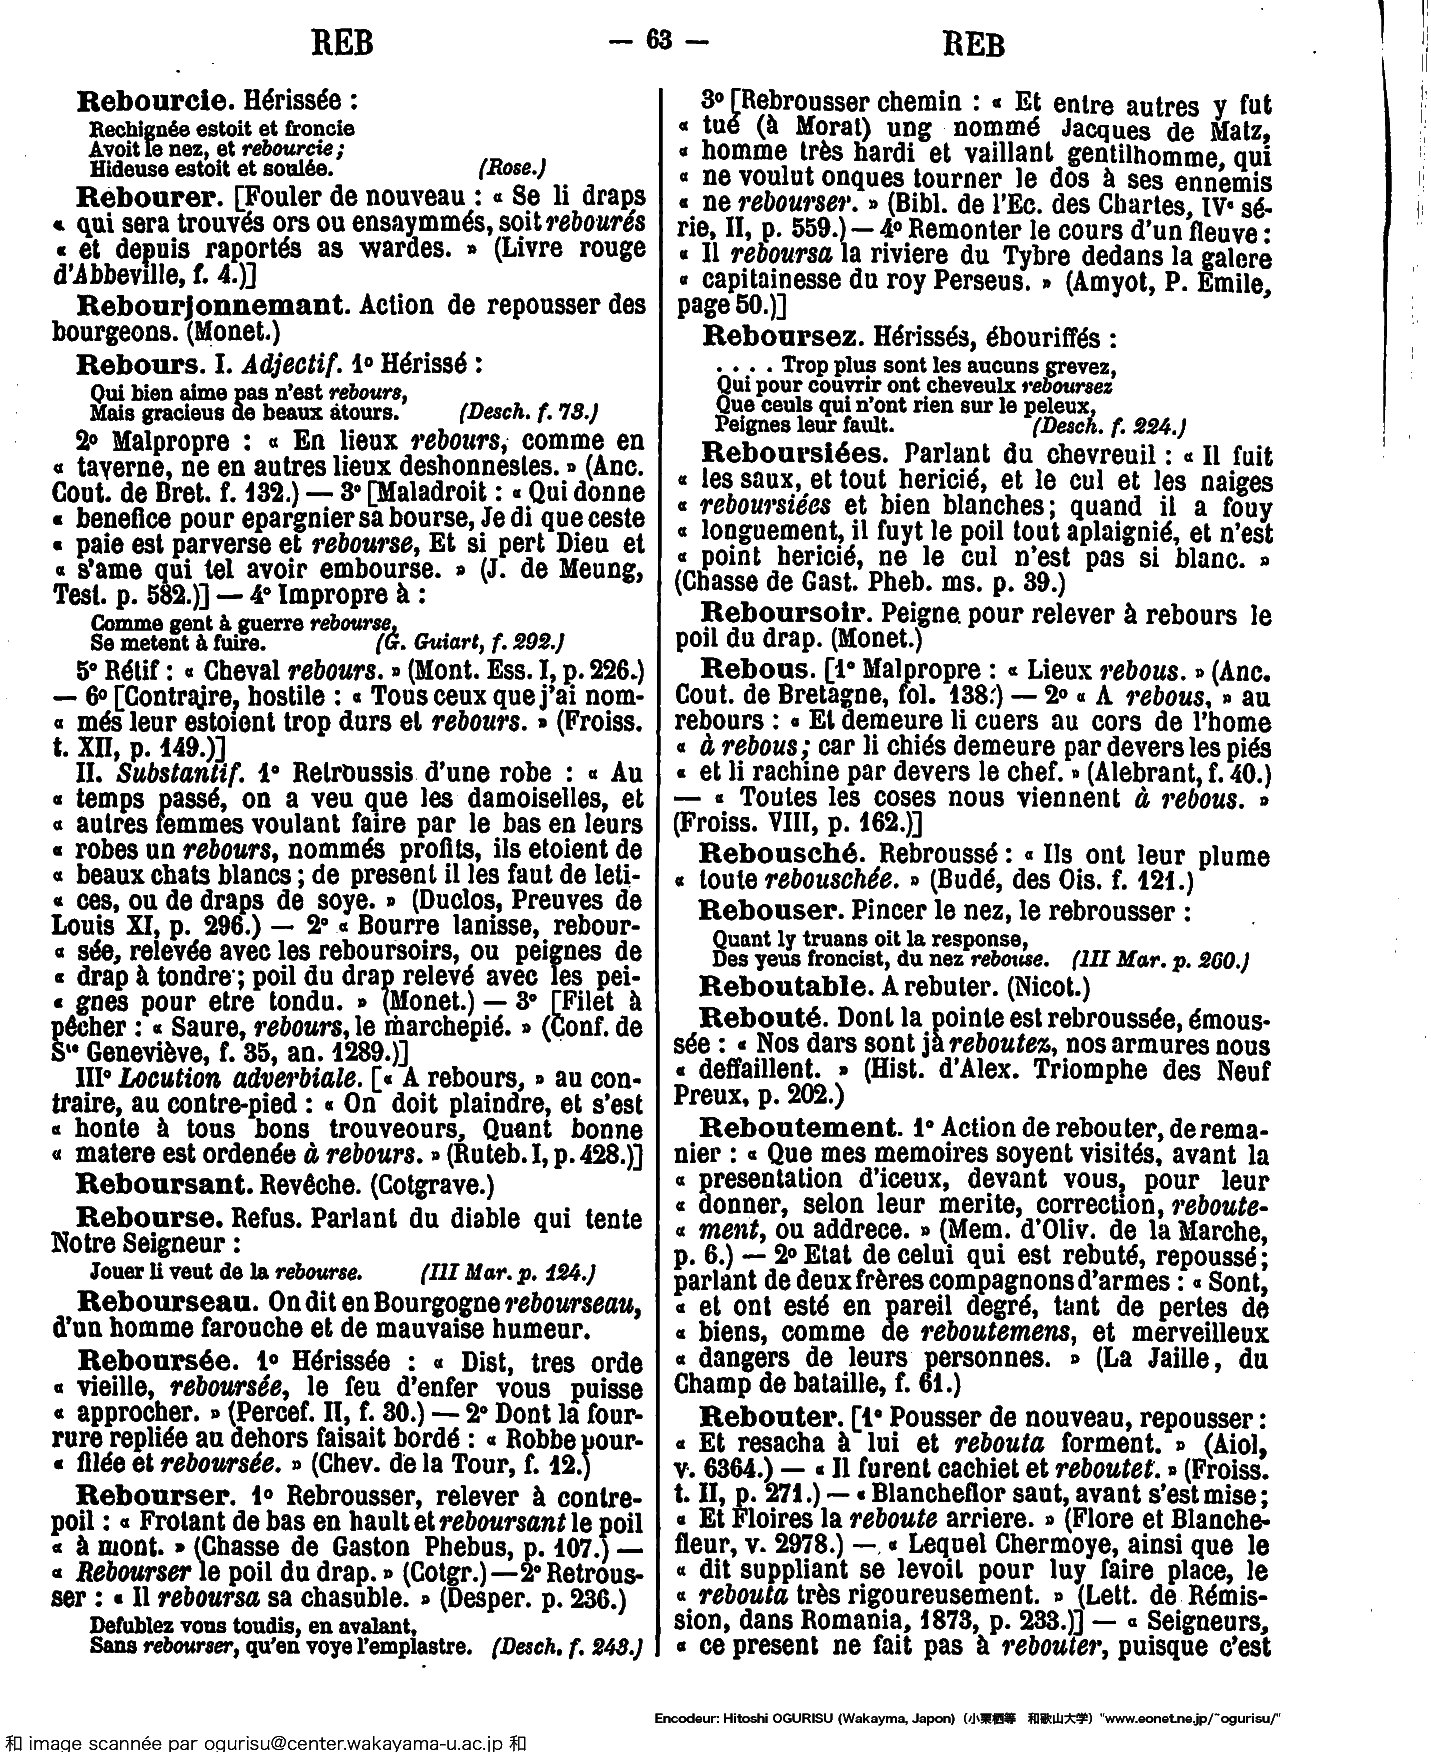 REB
— 63 —
REB
Rebourcie. Hérissée :
Rechignée estoit et froncie
Avoit le nez, et rebourcie ;
Hideuse estoit et soulée. (Rose.)
Rebourer. [Fouler de nouveau : « Se li draps
« qui sera trouvés ors ou ensaymmés, soit rebourés
« et depuis raportés as wardes. » (Livre rouge
d'Abbeville, f. 4.)]
Rebourjonnemant. Action de repousser des
bourgeons. (Monet.)
Rebours. I. Adjectif. 1º Hérissé :
Qui bien aime pas n'est rebours,
Mais gracieus de beaux atours. (Desch. f. 73.)
2º Malpropre : « En lieux rebours, comme en
« taverne, ne en autres lieux deshonnestes. » (Anc.
Cout. de Bret. f. 132.) — 3º [Maladroit : « Qui donne
« benefice pour epargnier sa bourse, Je di que ceste
« paie est parverse et rebourse, Et si pert Dieu et
« s'ame qui tel avoir embourse. » (J. de Meung,
Test. p. 582.)] — 4º Impropre à :
Comme gent à guerre rebourse,
Se metent à fuire. (G. Guiart, f. 292.)
5º Rétif : « Cheval rebours. » (Mont. Ess. I, p. 226.)
— 6º [Contraire, hostile : « Tous ceux que j'ai nom-
« més leur estoient trop durs et rebours. » (Froiss.
t. XII, p. 149.)]
II. Substantif. 1º Retroussis d'une robe : « Au
« temps passé, on a veu que les damoiselles, et
« autres femmes voulant faire par le bas en leurs
« robes un rebours, nommés profits, ils etoient de
« beaux chats blancs ; de present il les faut de leti-
« ces, ou de draps de soye. » (Duclos, Preuves de
Louis XI, p. 296.) — 2º « Bourre lanisse, rebour-
« sée, relevée avec les reboursoirs, ou peignes de
« drap à tondre ; poil du drap relevé avec les pei-
« gnes pour etre tondu. » (Monet.) — 3º [Filet à
pêcher : « Saure, rebours, le marchepié. » (Conf. de
Ste Geneviève, f. 35, an. 1289.)]
IIIº Locution adverbiale. [« A rebours, » au con-
traire, au contre-pied : « On doit plaindre, et s'est
« honte à tous bons trouveours, Quant bonne
« matere est ordenée à rebours. » (Ruteb. I, p. 428.)]
Reboursant. Revêche. (Cotgrave.)
Rebourse. Refus. Parlant du diable qui tente
Notre Seigneur :
Jouer li veut de la rebourse. (III Mar. p. 124.)
Rebourseau. On dit en Bourgogne rebourseau,
d'un homme farouche et de mauvaise humeur.
Reboursée. 1º Hérissée : « Dist, tres orde
« vieille, reboursée, le feu d'enfer vous puisse
« approcher. » (Percef. II, f. 30.) — 2º Dont la four-
rure repliée au dehors faisait bordé : « Robbe pour-
« filée et reboursée. » (Chev. de la Tour, f. 12.)
Rebourser. 1º Rebrousser, relever à contre-
poil : « Frotant de bas en hault et reboursant le poil
« à mont. » (Chasse de Gaston Phebus, p. 107.) —
« Rebourser le poil du drap. » (Cotgr.) — 2º Retrous-
ser : « Il reboursa sa chasuble. » (Desper. p. 236.)
Defublez vous toudis, en avalant,
Sans rebourser, qu'en voye l'emplastre. (Desch. f. 243.)
3º [Rebrousser chemin : « Et entre autres y fut
« tué (à Morat) ung nommé Jacques de Matz,
« homme très hardi et vaillant gentilhomme, qui
« ne voulut onques tourner le dos à ses ennemis
« ne rebourser. » (Bibl. de l'Ec. des Chartes, IVe sé-
rie, II, p. 559.) — 4º Remonter le cours d'un fleuve :
« Il reboursa la riviere du Tybre dedans la galere
« capitainesse du roy Perseus. » (Amyot, P. Emile,
page 50.)]
Reboursez. Hérissés, ébouriffés :
. . . . Trop plus sont les aucuns grevez,
Qui pour couvrir ont cheveulx reboursez
Que ceuls qui n'ont rien sur le peleux,
Peignes leur fault. (Desch. f. 224.)
Reboursiées. Parlant du chevreuil : « Il fuit
« les saux, et tout hericié, et le cul et les naiges
« reboursiées et bien blanches ; quand il a fouy
« longuement, il fuyt le poil tout aplaignié, et n'est
« point hericié, ne le cul n'est pas si blanc. »
(Chasse de Gast. Pheb. ms. p. 39.)
Reboursoir. Peigne pour relever à rebours le
poil du drap. (Monet.)
Rebous. [1º Malpropre : « Lieux rebous. » (Anc.
Cout. de Bretagne, fol. 138.) — 2º « A rebous, » au
rebours : « Et demeure li cuers au cors de l'home
« à rebous ; car li chiés demeure par devers les piés
« et li rachine par devers le chef. » (Alebrant, f. 40.)
— « Toutes les coses nous viennent à rebous. »
(Froiss. VIII, p. 162.)]
Rebousché. Rebroussé : « Ils ont leur plume
« toute rebouschée. » (Budé, des Ois. f. 121.)
Rebouser. Pincer le nez, le rebrousser :
Quant ly truans oit la response,
Des yeus froncist, du nez rebouse. (III Mar. p. 260.)
Reboutable. A rebuter. (Nicot.)
Rebouté. Dont la pointe est rebroussée, émous-
sée : « Nos dars sont jà reboutez, nos armures nous
« deffaillent. » (Hist. d'Alex. Triomphe des Neuf
Preux, p. 202.)
Reboutement. 1º Action de rebouter, de rema-
nier : « Que mes memoires soyent visités, avant la
« presentation d'iceux, devant vous, pour leur
« donner, selon leur merite, correction, reboute-
« ment, ou addrece. » (Mem. d'Oliv. de la Marche,
p. 6.) — 2º Etat de celui qui est rebuté, repoussé ;
parlant de deux frères compagnons d'armes : « Sont,
« et ont esté en pareil degré, tant de pertes de
« biens, comme de reboutemens, et merveilleux
« dangers de leurs personnes. » (La Jaille, du
Champ de bataille, f. 61.)
Rebouter. [1º Pousser de nouveau, repousser :
« Et resacha à lui et rebouta forment. » (Aiol,
v. 6364.) — « Il furent cachiet et reboutet. » (Froiss.
t. II, p. 271.) — « Blancheflor saut, avant s'est mise ;
« Et Floires la reboute arriere. » (Flore et Blanche-
fleur, v. 2978.) — « Lequel Chermoye, ainsi que le
« dit suppliant se levoit pour luy faire place, le
« rebouta très rigoureusement. » (Lett. de Rémis-
sion, dans Romania, 1873, p. 233.)] — « Seigneurs,
« ce present ne fait pas à rebouter, puisque c'est
Encodeur: Hitoshi OGURISU (Wakayma, Japon) (小栗栖等 和歌山大学) "www.eonet.ne.jp/~ogurisu/"
和 image scannée par ogurisu@center.wakayama-u.ac.jp 和